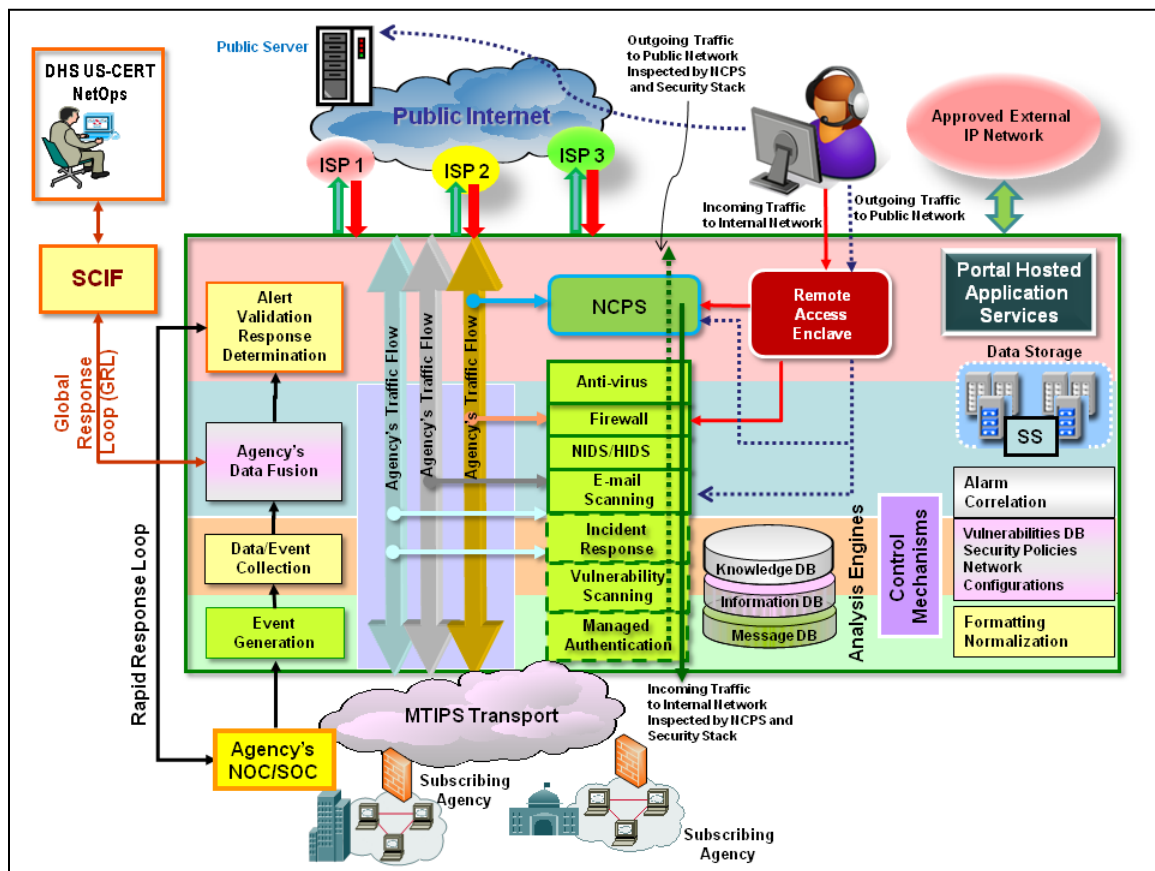 Public Server
DHS US-CERT
NetOps
Public Internet
Outgoing Traffic
to Public Network
Inspected by NCPS
and Security Stack
Approved External
IP Network
ISP 1
ISP 2
ISP 3
Incoming Traffic
to Internal Network
Outgoing Traffic
to Public Network
SCIF
Alert
Validation
Response
Determination
NCPS
Remote
Access
Enclave
Portal Hosted
Application
Services
Data Storage
SS
Global
Response
Loop (GRL)
Rapid Response Loop
Agency's Traffic Flow
Agency's Traffic Flow
Agency's Traffic Flow
Anti-virus
Firewall
NIDS/HIDS
E-mail
Scanning
Incident
Response
Vulnerability
Scanning
Managed
Authentication
Agency's
Data Fusion
Data/Event
Collection
Event
Generation
Knowledge DB
Information DB
Message DB
Analysis Engines
Control
Mechanisms
Alarm
Correlation
Vulnerabilities DB
Security Policies
Network
Configurations
Formatting
Normalization
MTIPS Transport
Incoming Traffic
to Internal Network
Inspected by NCPS and
Security Stack
Agency's
NOC/SOC
Subscribing
Agency
Subscribing
Agency